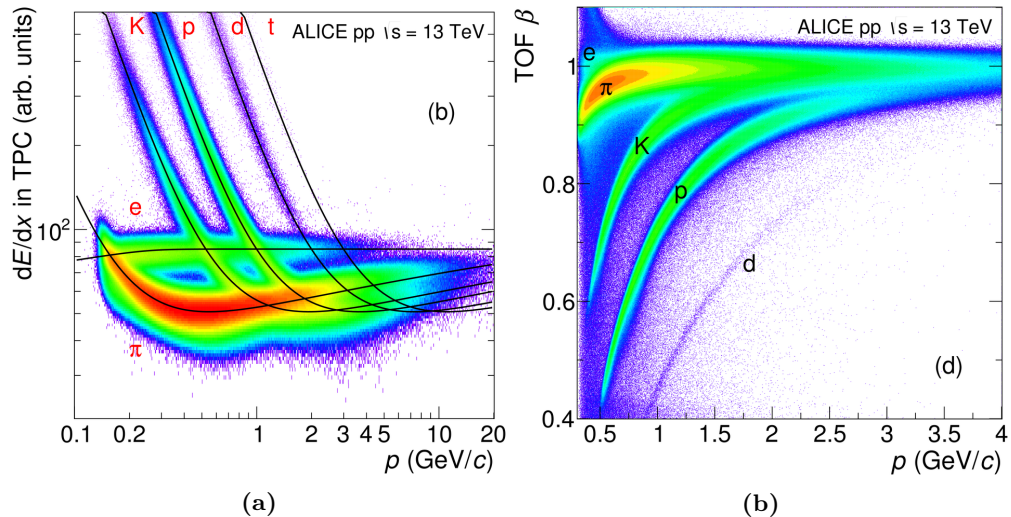 K p d t ALICE pp \s = 13 TeV
(b)
e
π
10²
dE/dx in TPC (arb. units)
0.1 0.2 1 2 3 4 5 10 20
p (GeV/c)
(a)
TOF β
ALICE pp \s = 13 TeV
e
π
K
p
d
(d)
1
0.8
0.6
0.4
0.5 1 1.5 2 2.5 3 3.5 4
p (GeV/c)
(b)